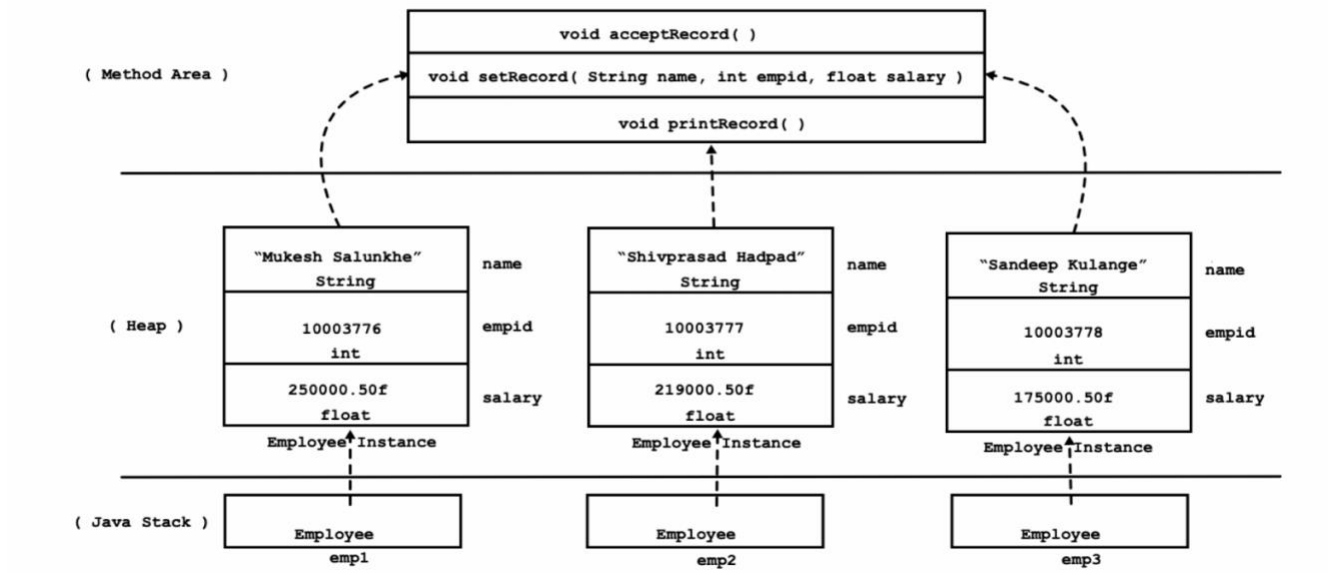 void acceptRecord( )
( Method Area )
void setRecord( String name, int empid, float salary )
void printRecord( )
“Mukesh Salunkhe”
String
name
“Shivprasad Hadpad”
String
name
“Sandeep Kulange”
String
name
( Heap )
10003776
int
empid
10003777
int
empid
10003778
int
empid
250000.50f
float
salary
219000.50f
float
salary
175000.50f
float
salary
Employee Instance
Employee Instance
Employee Instance
( Java Stack )
Employee
emp1
Employee
emp2
Employee
emp3